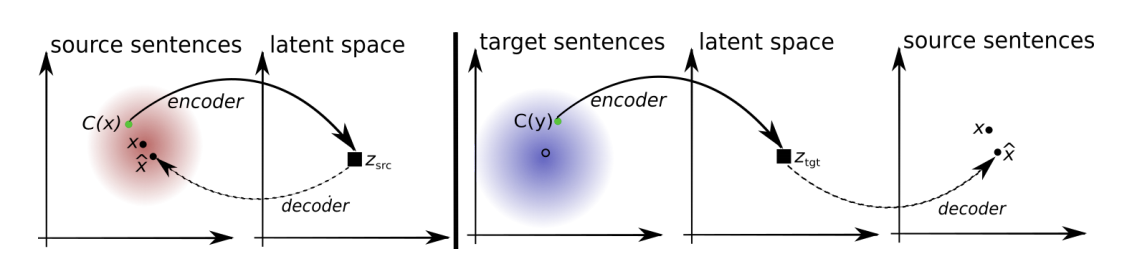 source sentences
latent space
encoder
C(x)
x
x̂
z_src
decoder
target sentences
latent space
source sentences
encoder
C(y)
z_tgt
x
x̂
decoder